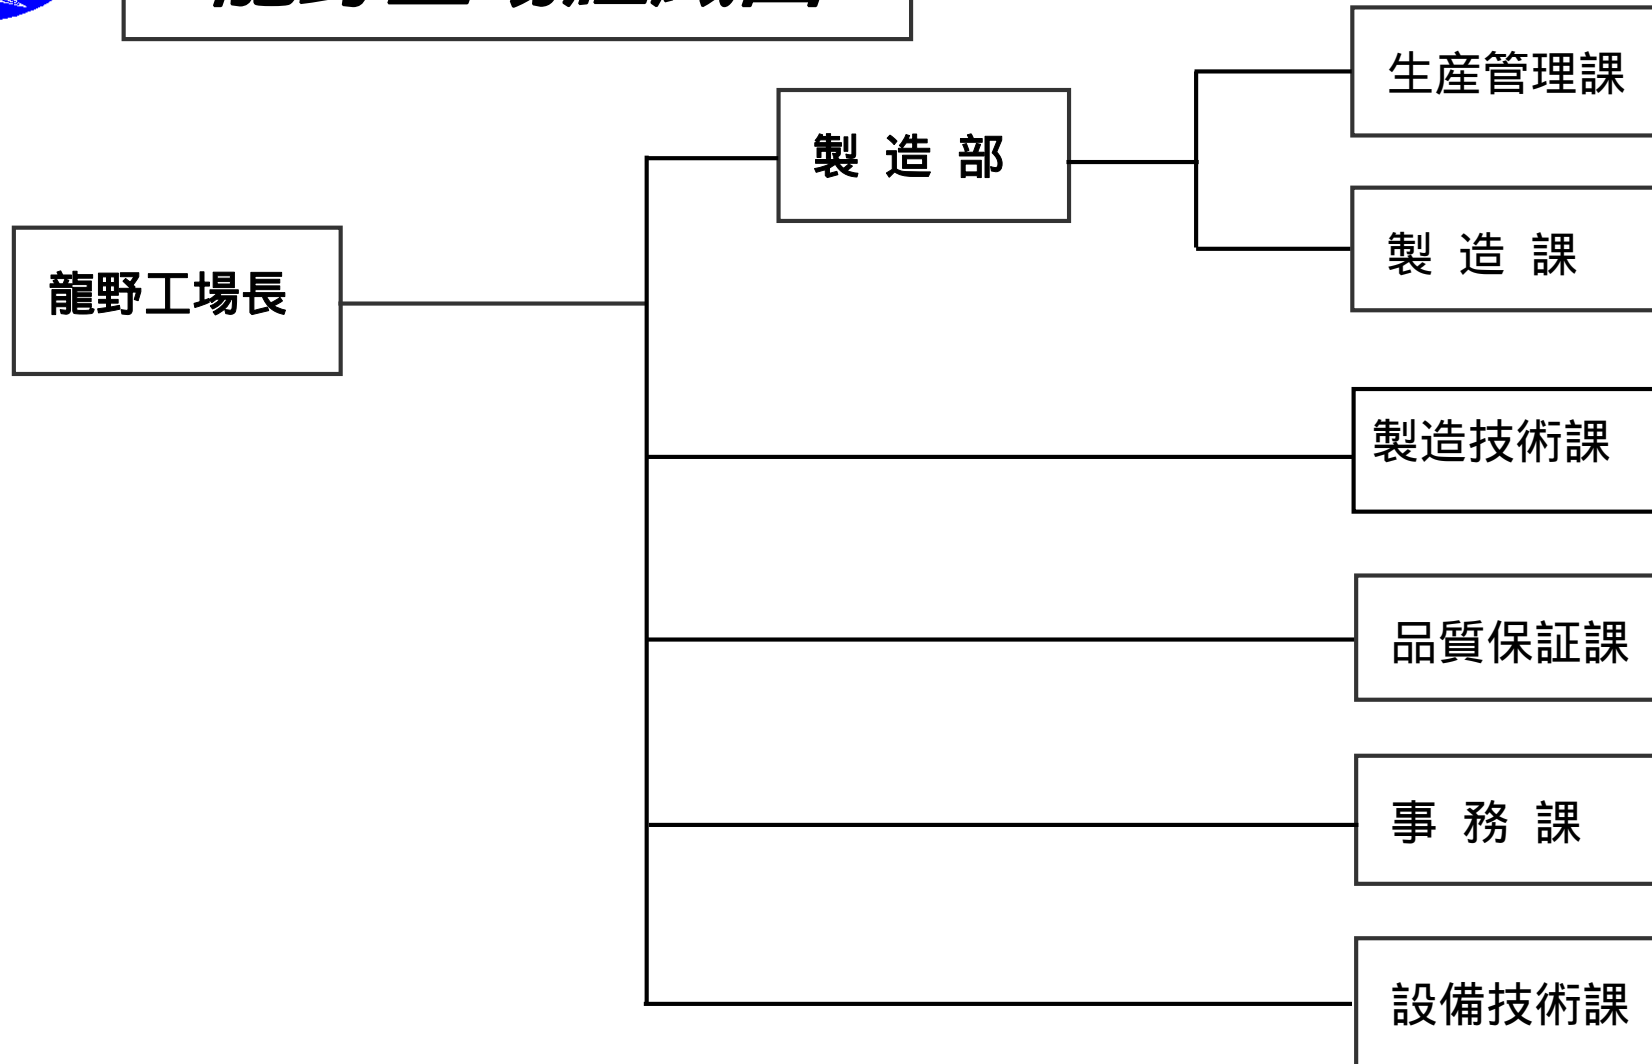 生産管理課
製 造 部
製 造 課
龍野工場長
製造技術課
品質保証課
事 務 課
設備技術課